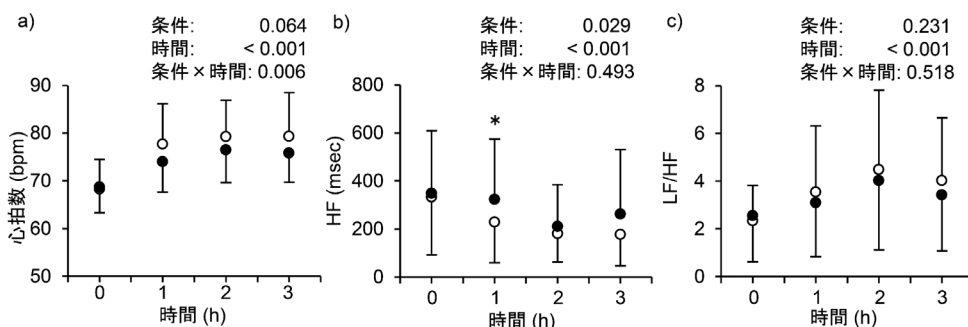 a)
条件: 0.064
時間: < 0.001
条件×時間: 0.006
心拍数 (bpm)
90
80
70
60
50
0 1 2 3
時間 (h)
b)
条件: 0.029
時間: < 0.001
条件×時間: 0.493
HF (msec)
800
600
400
200
0
*
0 1 2 3
時間 (h)
c)
条件: 0.231
時間: < 0.001
条件×時間: 0.518
LF/HF
8
6
4
2
0
0 1 2 3
時間 (h)